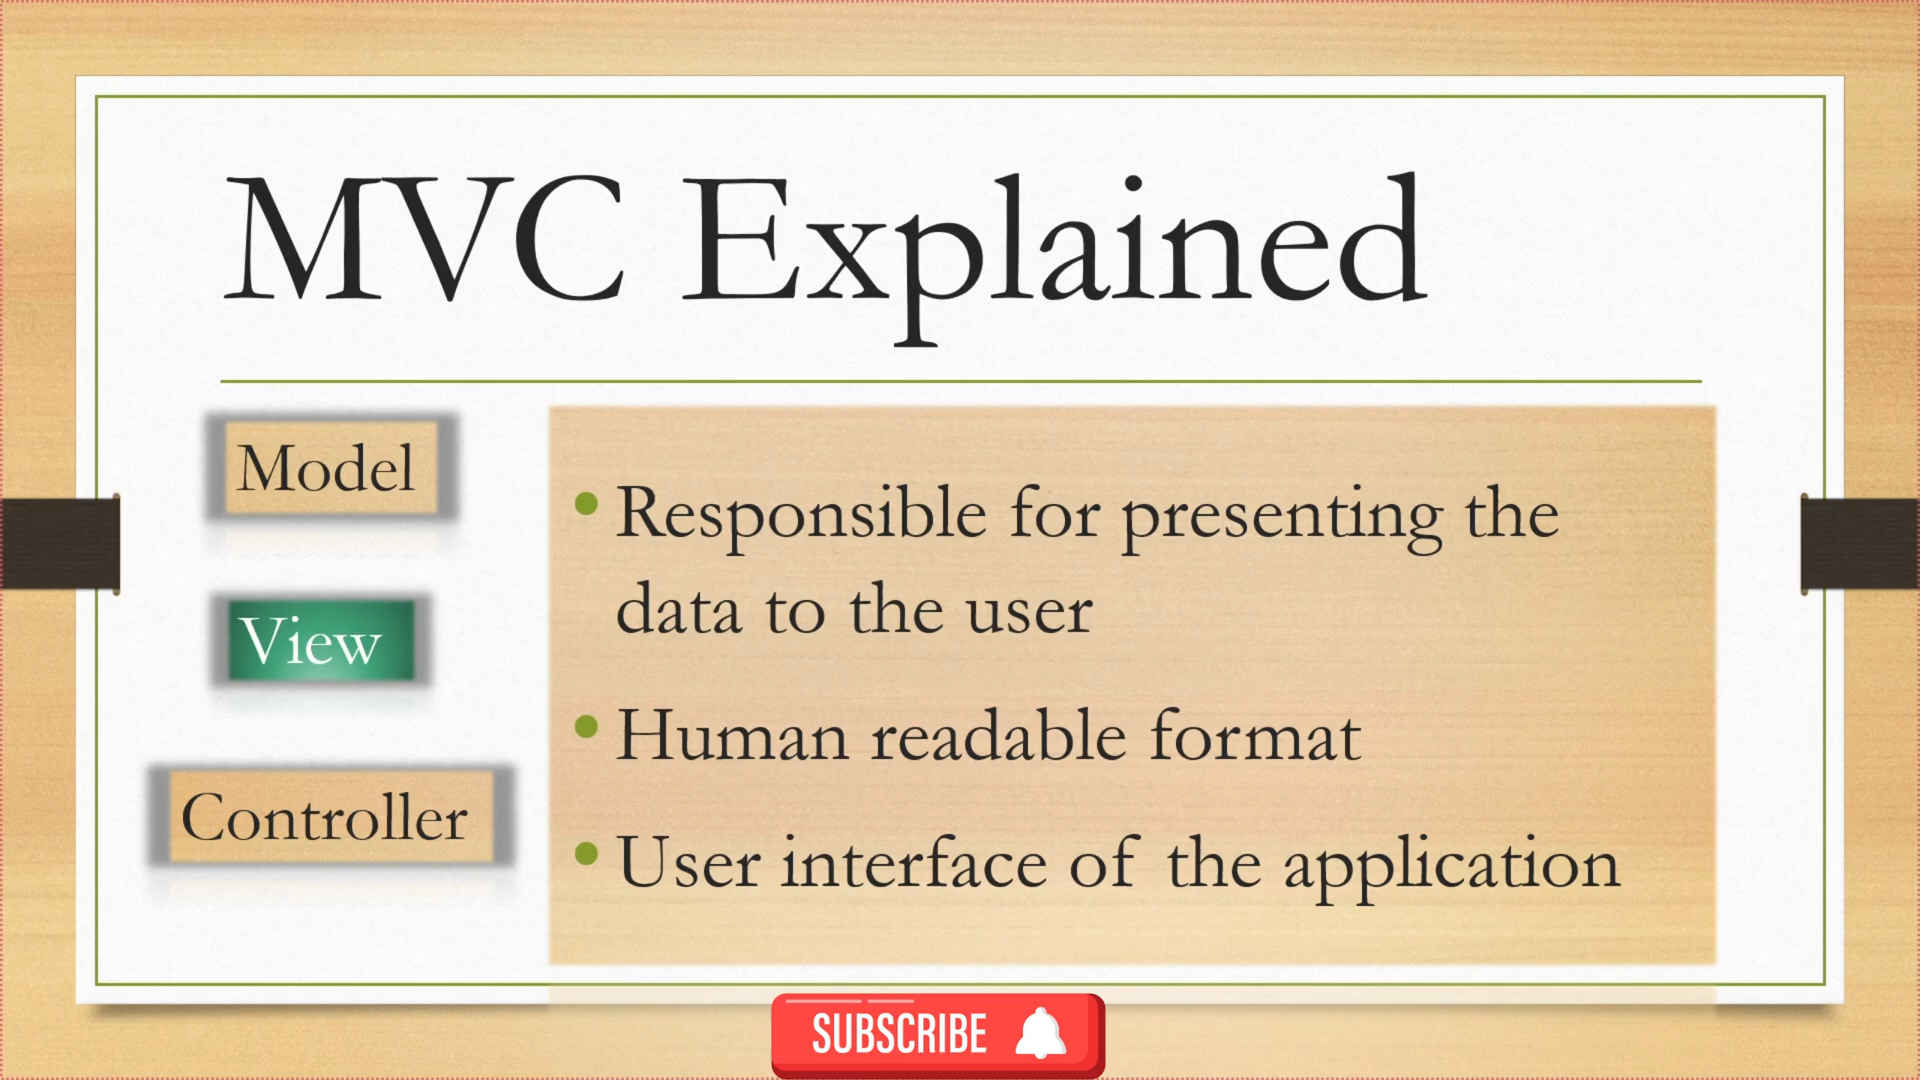 MVC Explained
Model
View
Controller
• Responsible for presenting the
data to the user
• Human readable format
• User interface of the application
SUBSCRIBE